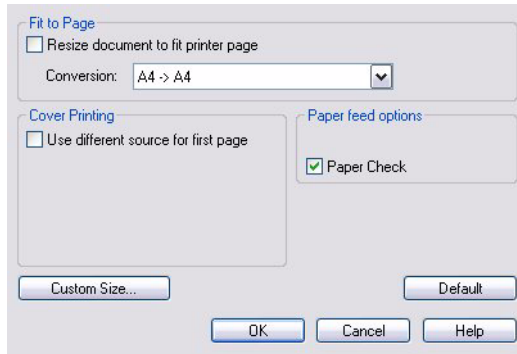 Fit to Page
Resize document to fit printer page
Conversion: A4 -> A4
Cover Printing
Use different source for first page
Paper feed options
Paper Check
Custom Size...
Default
OK
Cancel
Help